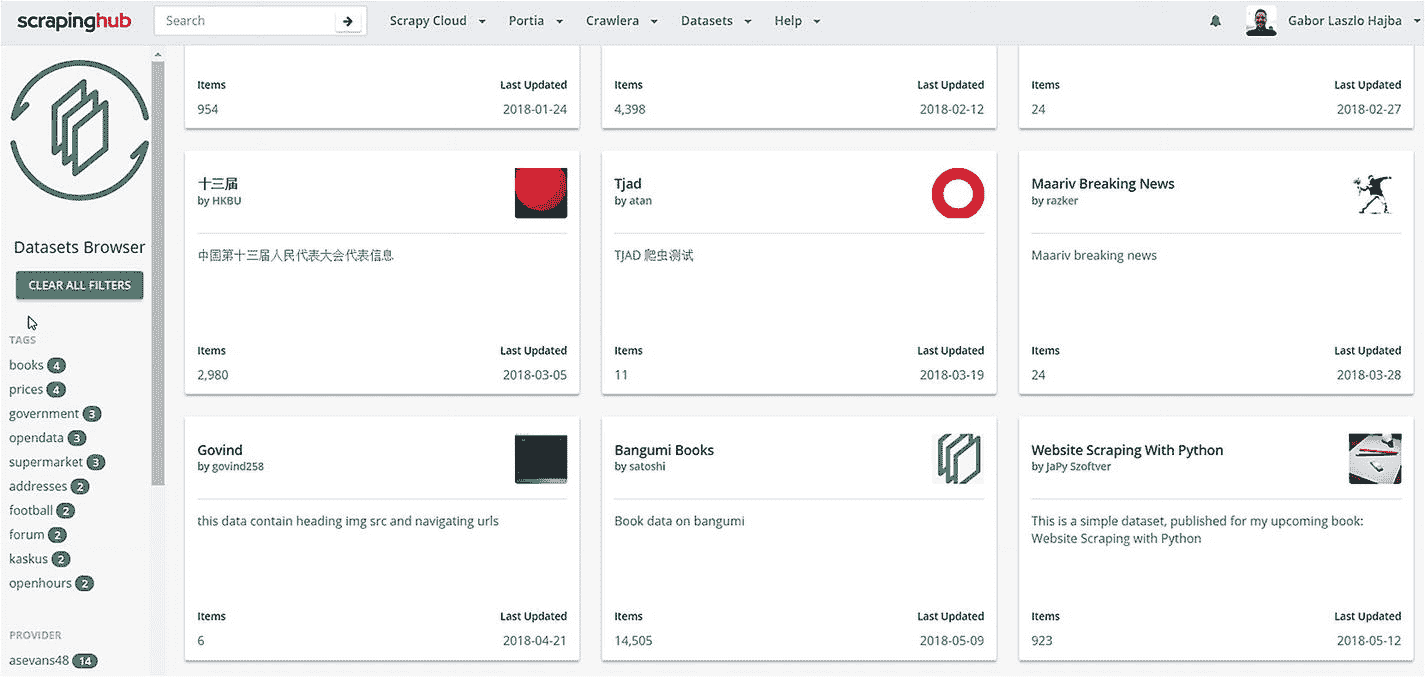 scrapinghub
Search
Scrapy Cloud
Portia
Crawlera
Datasets
Help
Gabor Laszlo Hajba
Datasets Browser
CLEAR ALL FILTERS
TAGS
books 4
prices 4
government 3
opendata 3
supermarket 3
addresses 2
football 2
forum 2
kaskus 2
openhours 2
PROVIDER
asevans48 14
Items Last Updated
954 2018-01-24
Items Last Updated
4,398 2018-02-12
Items Last Updated
24 2018-02-27
十三届
by HKBU
中国第十三届人民代表大会代表信息
Items Last Updated
2,980 2018-03-05
Tjad
by atan
TJAD 爬虫测试
Items Last Updated
11 2018-03-19
Maariv Breaking News
by razker
Maariv breaking news
Items Last Updated
24 2018-03-28
Govind
by govind258
this data contain heading img src and navigating urls
Items Last Updated
6 2018-04-21
Bangumi Books
by satoshi
Book data on bangumi
Items Last Updated
14,505 2018-05-09
Website Scraping With Python
by JaPy Szoftver
This is a simple dataset, published for my upcoming book:
Website Scraping with Python
Items Last Updated
923 2018-05-12